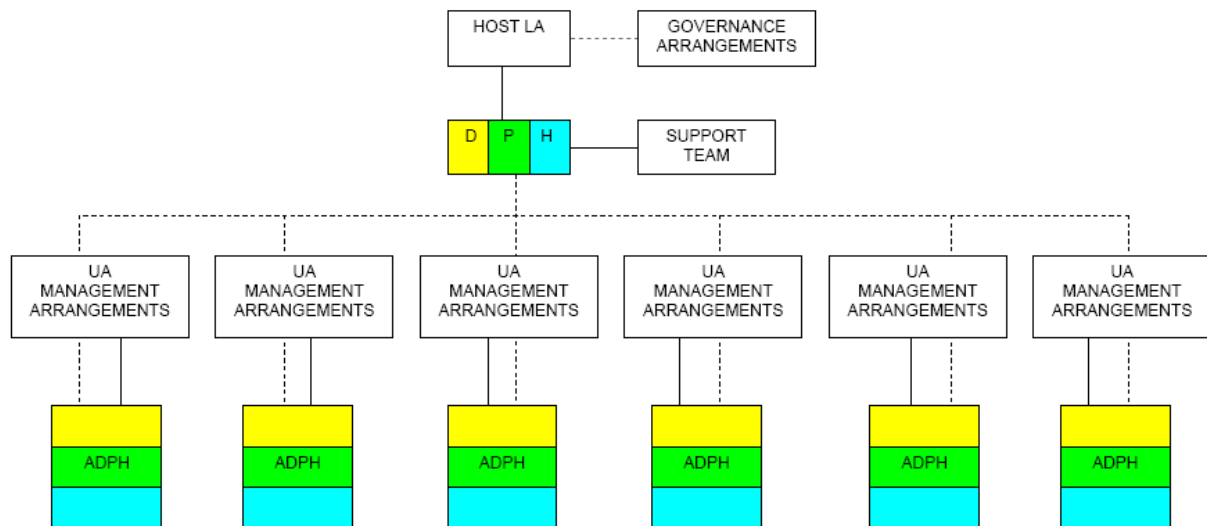 HOST LA
GOVERNANCE
ARRANGEMENTS
D P H
SUPPORT
TEAM
UA
MANAGEMENT
ARRANGEMENTS
UA
MANAGEMENT
ARRANGEMENTS
UA
MANAGEMENT
ARRANGEMENTS
UA
MANAGEMENT
ARRANGEMENTS
UA
MANAGEMENT
ARRANGEMENTS
UA
MANAGEMENT
ARRANGEMENTS
ADPH
ADPH
ADPH
ADPH
ADPH
ADPH